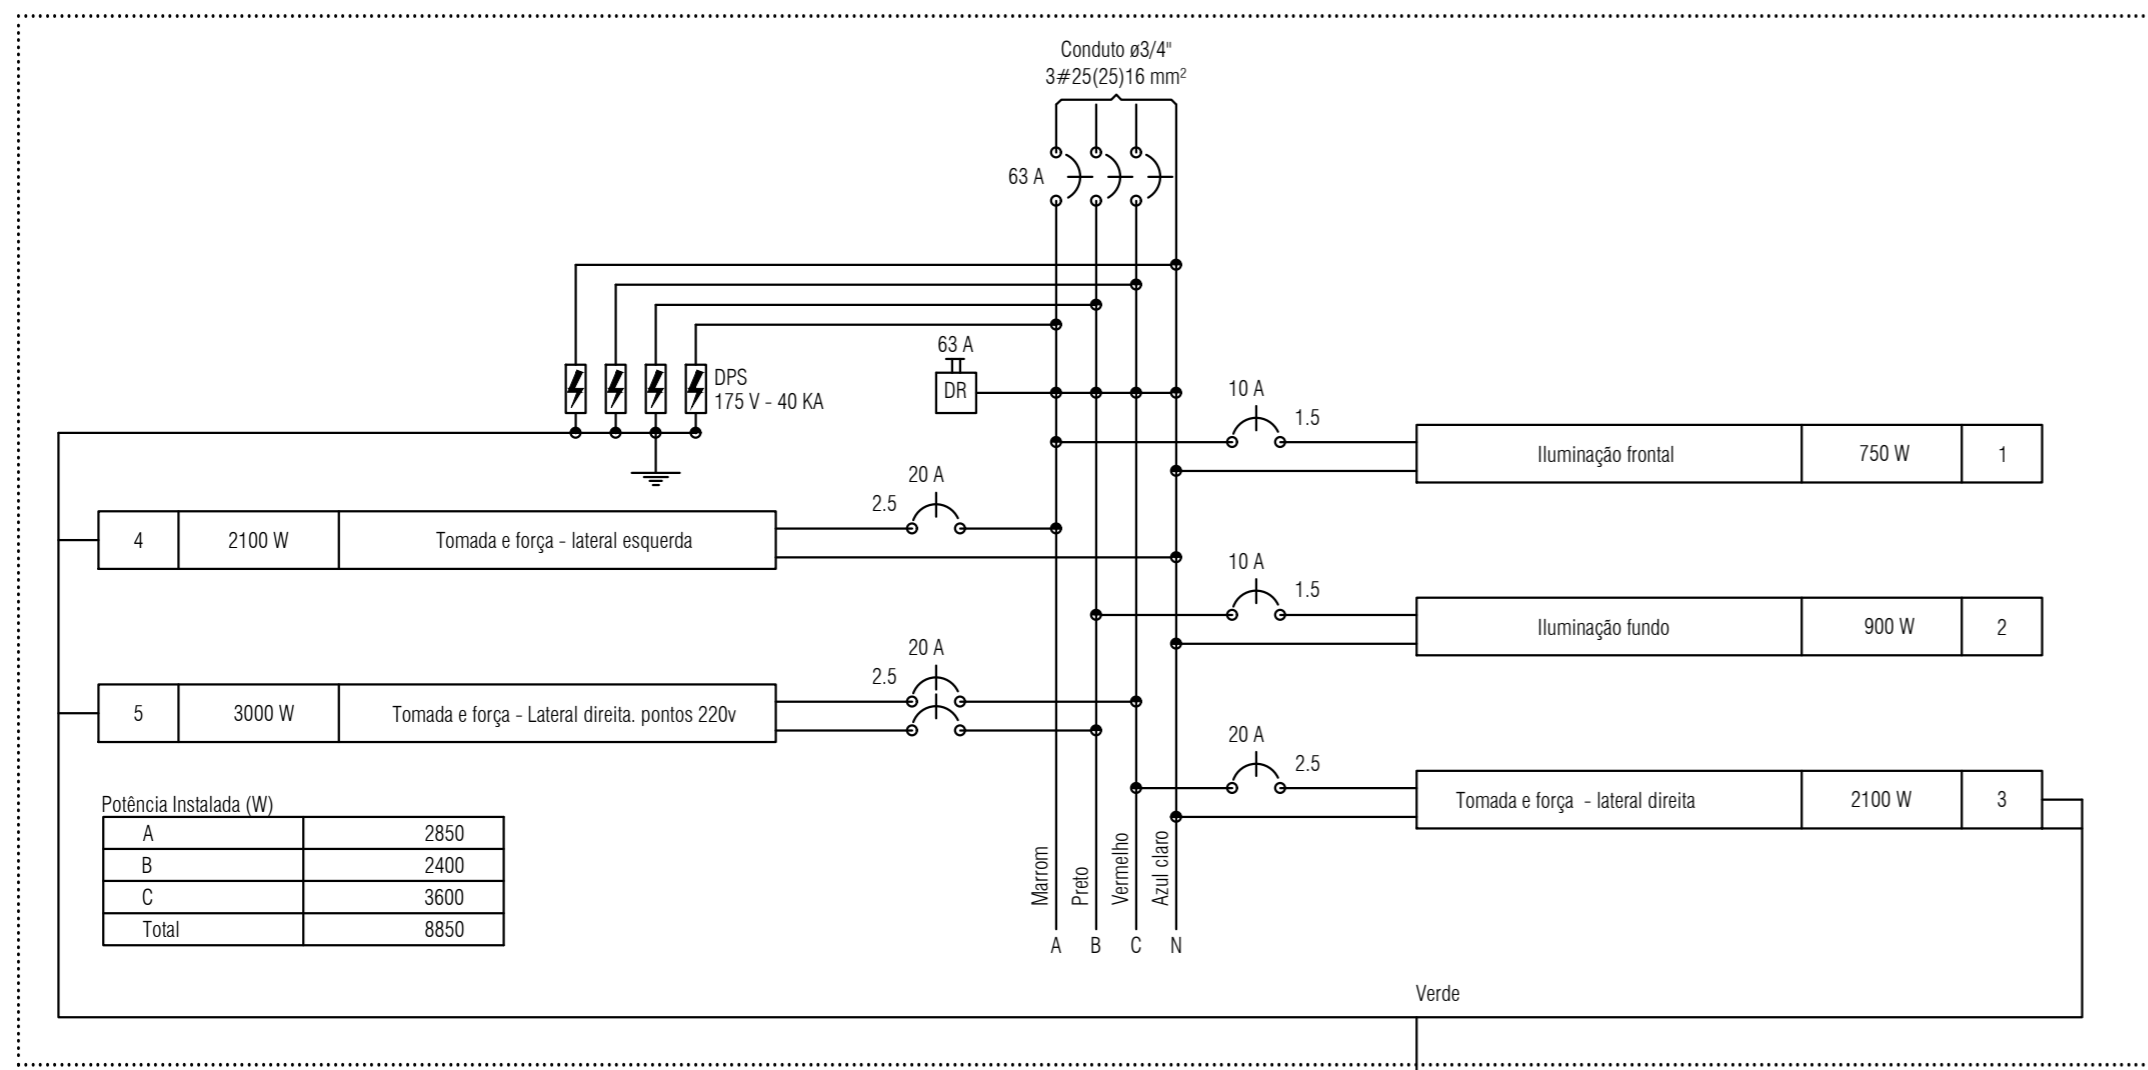 Conduto ø3/4"
3#25(25)16 mm²
63 A
63 A
DR
DPS
175 V - 40 KA
10 A
1.5
Iluminação frontal 750 W 1
20 A
2.5
4 2100 W Tomada e força - lateral esquerda
10 A
1.5
Iluminação fundo 900 W 2
20 A
2.5
5 3000 W Tomada e força - Lateral direita. pontos 220v
20 A
2.5
Tomada e força - lateral direita 2100 W 3
Potência Instalada (W)
A 2850
B 2400
C 3600
Total 8850
Marrom
Preto
Vermelho
Azul claro
A B C N
Verde